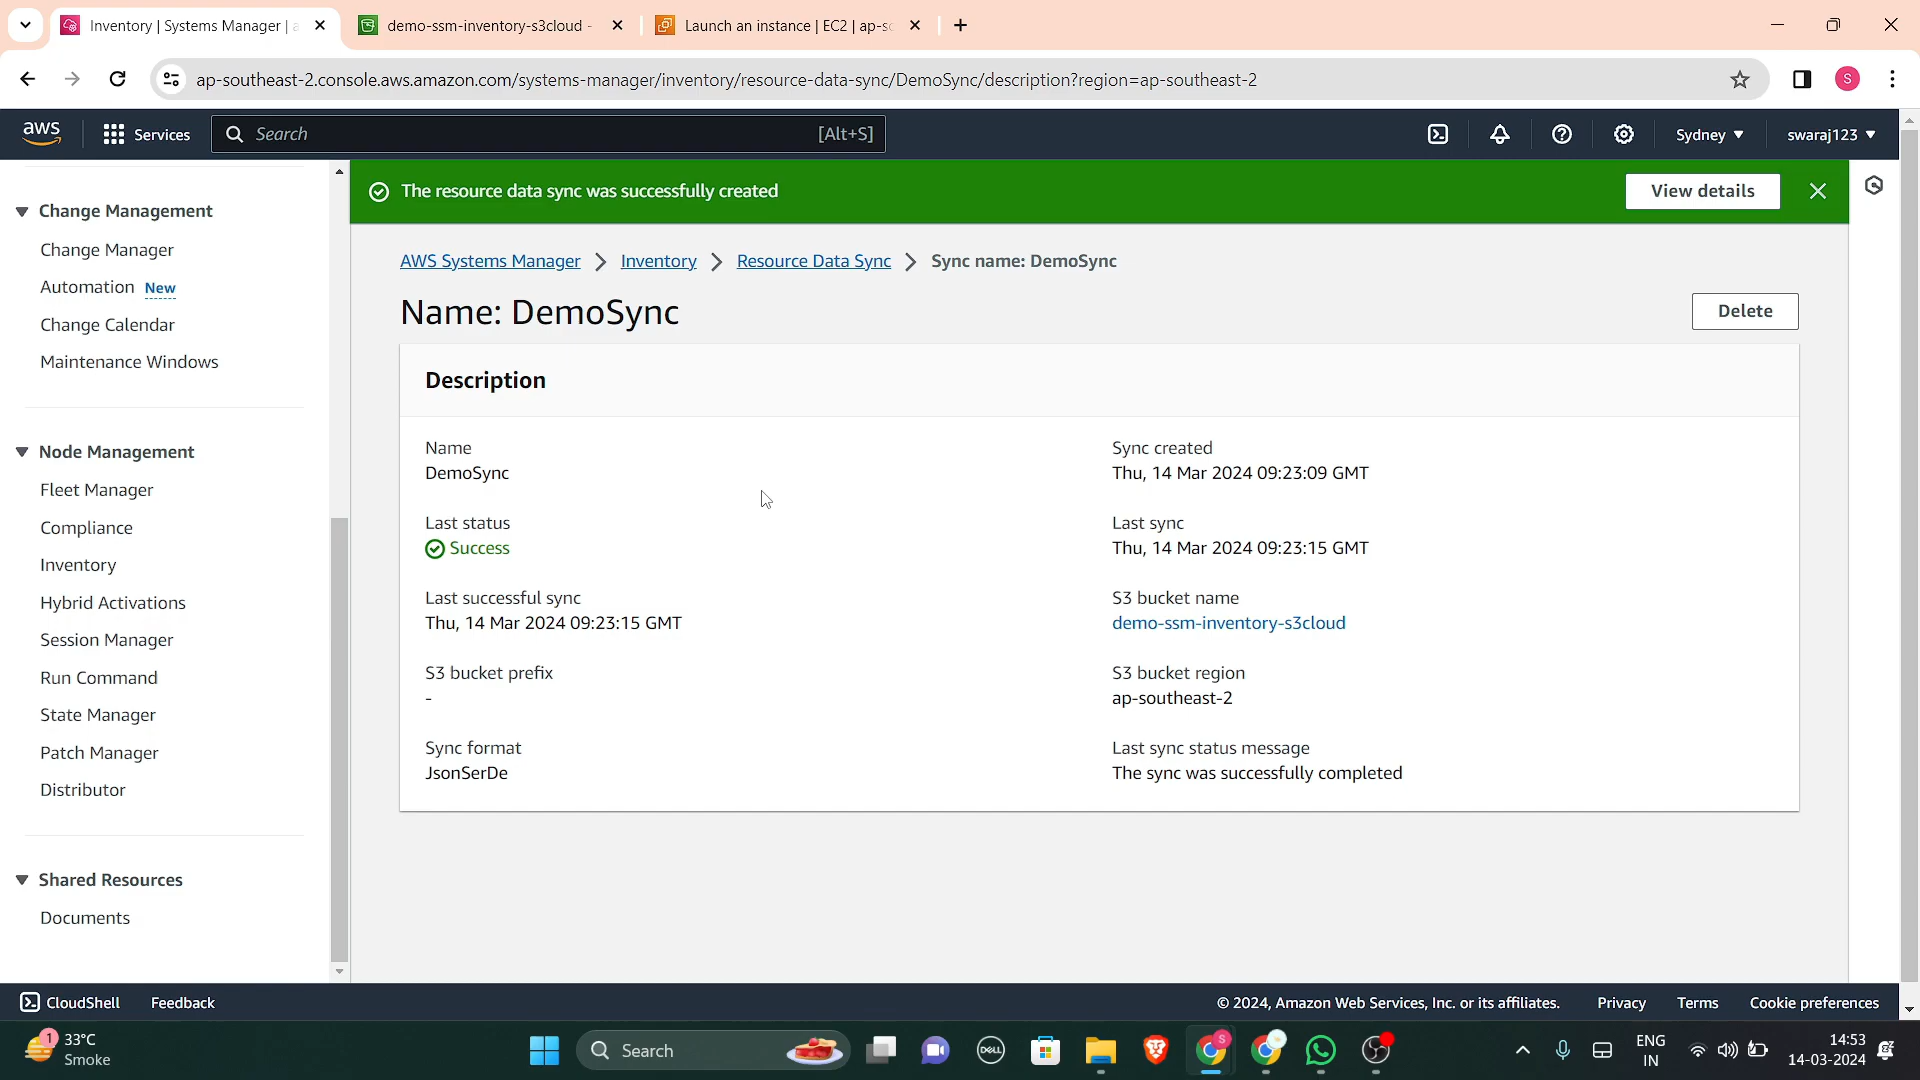 Inventory | Systems Manager | a
demo-ssm-inventory-s3cloud -
Launch an instance | EC2 | ap-so
ap-southeast-2.console.aws.amazon.com/systems-manager/inventory/resource-data-sync/DemoSync/description?region=ap-southeast-2
S
aws
Services
Search
[Alt+S]
Sydney
swaraj123
Change Management
Change Manager
Automation New
Change Calendar
Maintenance Windows
Node Management
Fleet Manager
Compliance
Inventory
Hybrid Activations
Session Manager
Run Command
State Manager
Patch Manager
Distributor
Shared Resources
Documents
The resource data sync was successfully created
View details
AWS Systems Manager
Inventory
Resource Data Sync
Sync name: DemoSync
Name: DemoSync
Delete
Description
Name
DemoSync
Sync created
Thu, 14 Mar 2024 09:23:09 GMT
Last status
Success
Last sync
Thu, 14 Mar 2024 09:23:15 GMT
Last successful sync
Thu, 14 Mar 2024 09:23:15 GMT
S3 bucket name
demo-ssm-inventory-s3cloud
S3 bucket prefix
-
S3 bucket region
ap-southeast-2
Sync format
JsonSerDe
Last sync status message
The sync was successfully completed
CloudShell
Feedback
© 2024, Amazon Web Services, Inc. or its affiliates.
Privacy
Terms
Cookie preferences
1
33°C
Smoke
Search
DELL
S
ENG
IN
14:53
14-03-2024